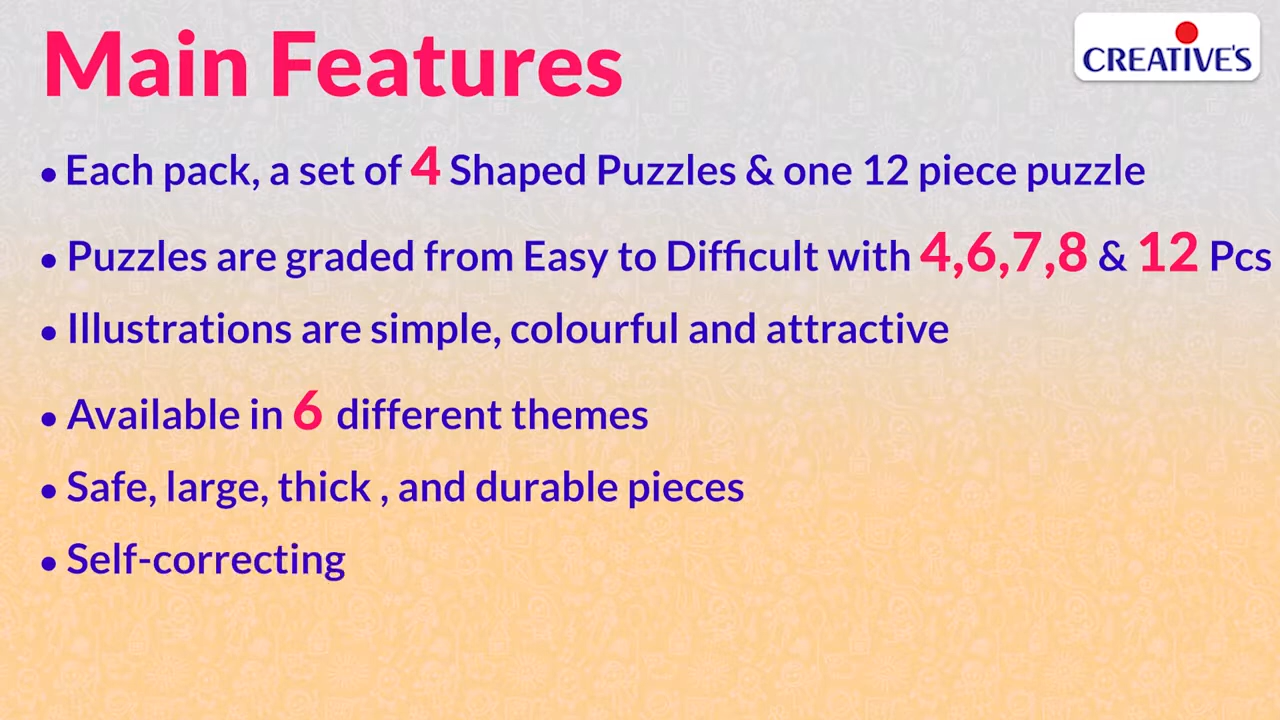 Main Features
CREATIVE'S
• Each pack, a set of 4 Shaped Puzzles & one 12 piece puzzle
• Puzzles are graded from Easy to Difficult with 4,6,7,8 & 12 Pcs
• Illustrations are simple, colourful and attractive
• Available in 6 different themes
• Safe, large, thick , and durable pieces
• Self-correcting